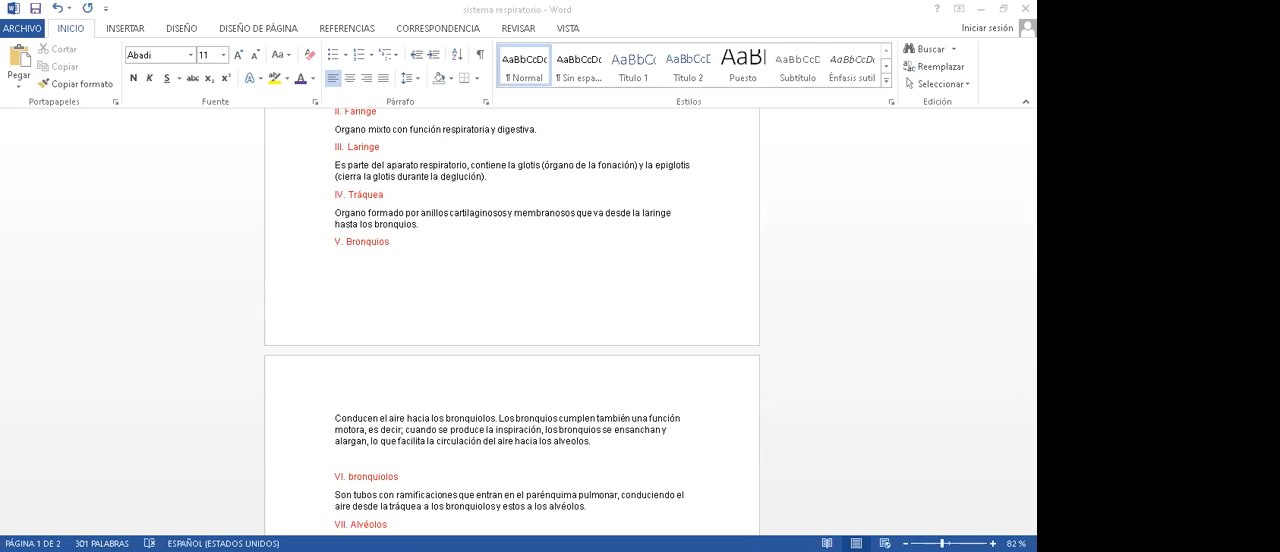 sistema respiratorio - Word
ARCHIVO INICIO INSERTAR DISEÑO DISEÑO DE PÁGINA REFERENCIAS CORRESPONDENCIA REVISAR VISTA Iniciar sesión
Pegar
Cortar
Copiar
Copiar formato
Portapapeles
Abadi 11
Aa
N K S abc x₂ x²
Fuente
Párrafo
AaBbCcDc AaBbCcDc AaBbC AaBbCcD AaBl AaBbCcD AaBbCcDt
¶ Normal ¶ Sin espa... Título 1 Título 2 Puesto Subtítulo Énfasis sutil
Estilos
Buscar
Reemplazar
Seleccionar
Edición
II. Faringe
Organo mixto con función respiratoria y digestiva.
III. Laringe
Es parte del aparato respiratorio, contiene la glotis (órgano de la fonación) y la epiglotis
(cierra la glotis durante la deglución).
IV. Tráquea
Organo formado por anillos cartilaginosos y membranosos que va desde la laringe
hasta los bronquios.
V. Bronquios
Conducen el aire hacia los bronquiolos. Los bronquios cumplen también una función
motora, es decir, cuando se produce la inspiración, los bronquios se ensanchan y
alargan, lo que facilita la circulación del aire hacia los alveolos.
VI. bronquiolos
Son tubos con ramificaciones que entran en el parénquima pulmonar, conduciendo el
aire desde la tráquea a los bronquiolos y estos a los alvéolos.
VII. Alvéolos
PÁGINA 1 DE 2 301 PALABRAS ESPAÑOL (ESTADOS UNIDOS) 82 %